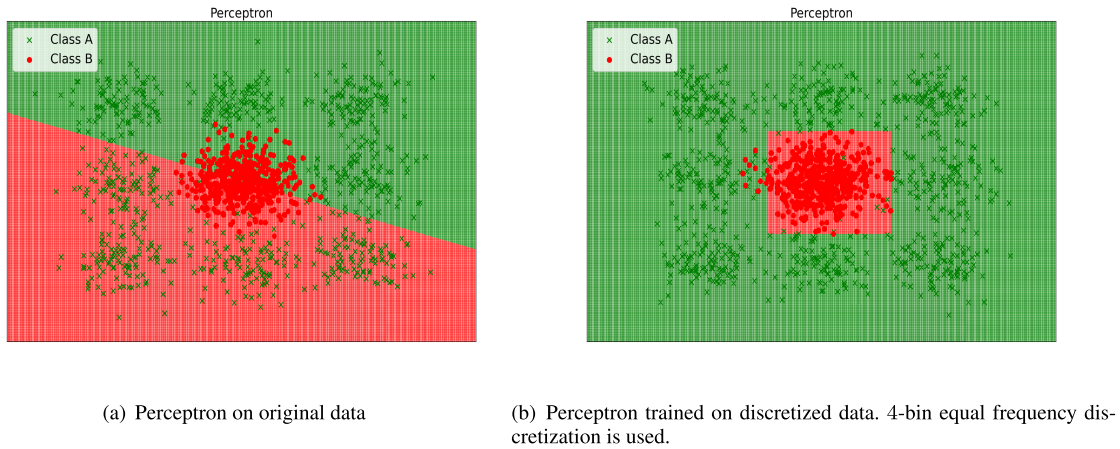 Perceptron
Class A
Class B
Perceptron
Class A
Class B
(a) Perceptron on original data
(b) Perceptron trained on discretized data. 4-bin equal frequency dis-
cretization is used.